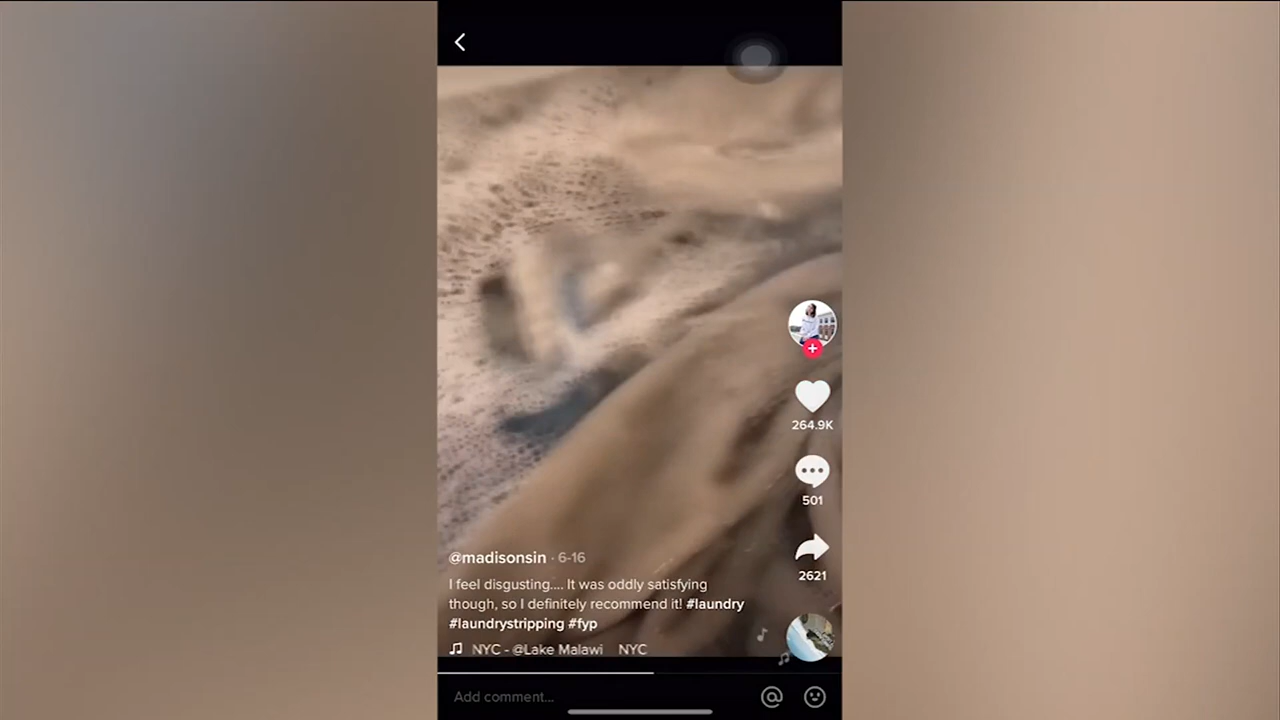 264.9K
501
2621
@madisonsin · 6-16
I feel disgusting.... It was oddly satisfying
though, so I definitely recommend it! #laundry
#laundrystripping #fyp
NYC - @Lake Malawi NYC
Add comment...